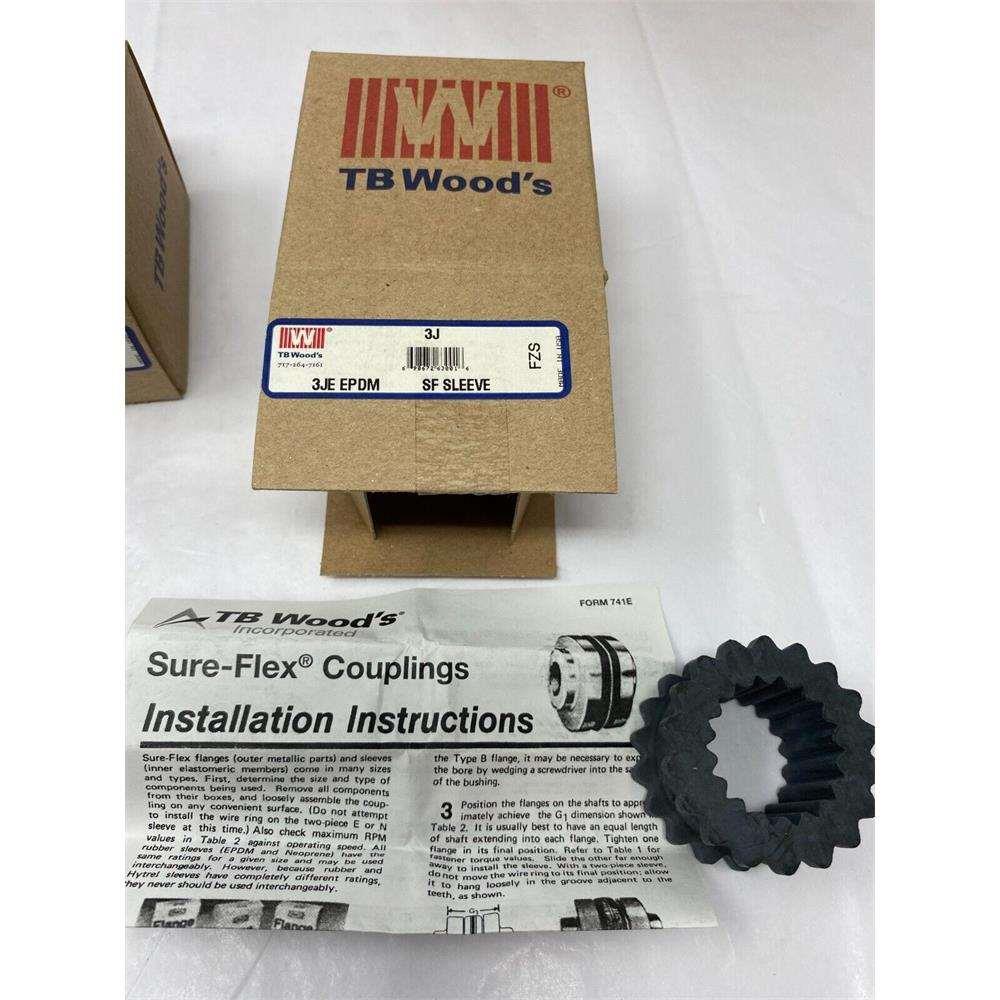 TB Wood's
®
TB Wood's
®
TB Wood's
717-264-7161
3J
3JE EPDM SF SLEEVE
FZS
MADE IN USA
TB Wood's®
Incorporated
FORM 741E
Sure-Flex® Couplings
Installation Instructions
Sure-Flex flanges (outer metallic parts) and sleeves
(inner elastomeric members) come in many sizes
and types. First, determine the size and type of
components being used. Remove all components
from their boxes, and loosely assemble the coup-
ling on any convenient surface. (Do not attempt
to install the wire ring on the two-piece E or N
sleeve at this time.) Also check maximum RPM
values in Table 2 against operating speed. All
rubber sleeves (EPDM and Neoprene) have the
same ratings for a given size and may be used
interchangeably. However, because rubber and
Hytrel sleeves have completely different ratings,
they never should be used interchangeably.
Flange
Flange
the Type B flange, it may be necessary to
the bore by wedging a screwdriver into the
of the bushing.
3 Position the flanges on the shafts to
imately achieve the G1 dimension shown
Table 2. It is usually best to have an equal length
of shaft extending into each flange. Tighten one
flange in its final position. Refer to Table 1 for
fastener torque values. Slide the other far enough
away to install the sleeve. With a two-piece sleeve,
do not move the wire ring to its final position; allow
it to hang loosely in the groove adjacent to the
teeth, as shown.
G1